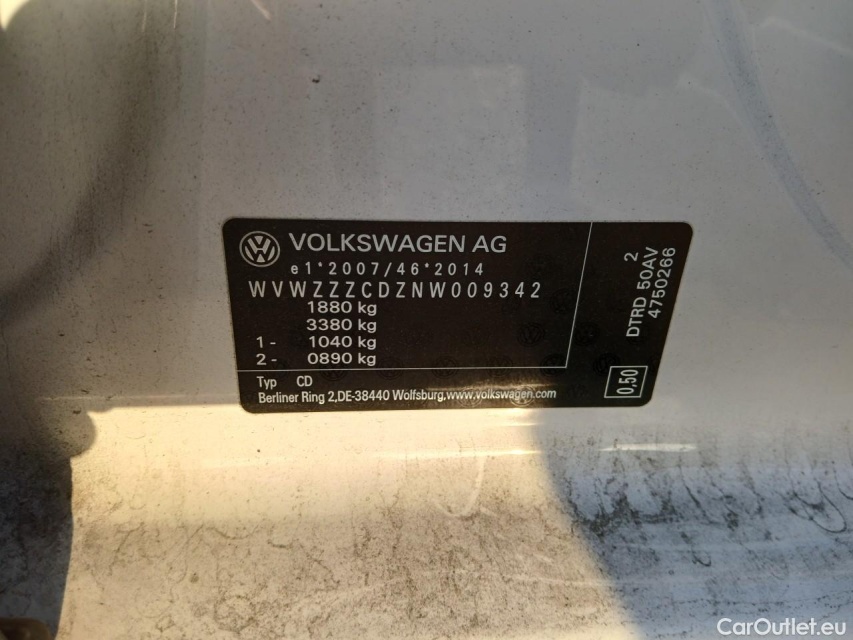 VOLKSWAGEN AG
e1*2007/46*2014
WVWZZZCDZNW009342
1880 kg
3380 kg
1 - 1040 kg
2 - 0890 kg
Typ CD
Berliner Ring 2,DE-38440 Wolfsburg,www.volkswagen.com
2
DTRD 50AV
4750266
0,50
CarOutlet.eu